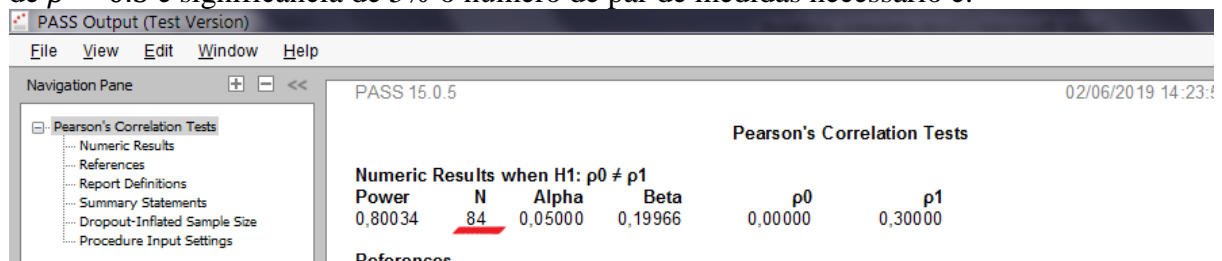 PASS Output (Test Version)
File View Edit Window Help
Navigation Pane <<
Pearson's Correlation Tests
Numeric Results
References
Report Definitions
Summary Statements
Dropout-Inflated Sample Size
Procedure Input Settings
PASS 15.0.5 02/06/2019 14:23:5
Pearson's Correlation Tests
Numeric Results when H1: ρ0 ≠ ρ1
Power N Alpha Beta ρ0 ρ1
0,80034 84 0,05000 0,19966 0,00000 0,30000
References